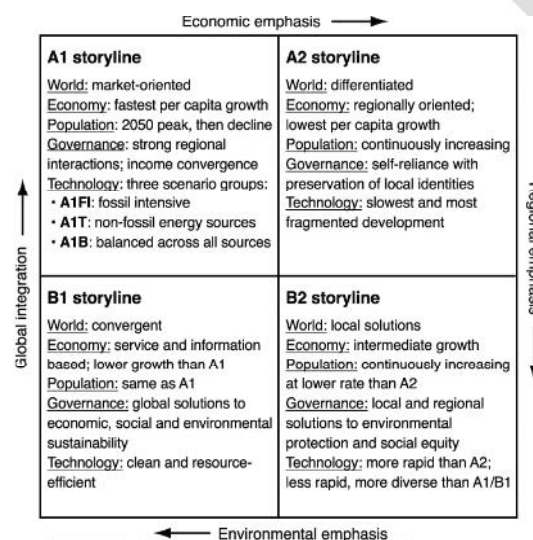 Economic emphasis
A1 storyline
World: market-oriented
Economy: fastest per capita growth
Population: 2050 peak, then decline
Governance: strong regional
interactions; income convergence
Technology: three scenario groups:
• A1FI: fossil intensive
• A1T: non-fossil energy sources
• A1B: balanced across all sources
A2 storyline
World: differentiated
Economy: regionally oriented;
lowest per capita growth
Population: continuously increasing
Governance: self-reliance with
preservation of local identities
Technology: slowest and most
fragmented development
Global integration
Regional emphasis
B1 storyline
World: convergent
Economy: service and information
based; lower growth than A1
Population: same as A1
Governance: global solutions to
economic, social and environmental
sustainability
Technology: clean and resource-
efficient
B2 storyline
World: local solutions
Economy: intermediate growth
Population: continuously increasing
at lower rate than A2
Governance: local and regional
solutions to environmental
protection and social equity
Technology: more rapid than A2;
less rapid, more diverse than A1/B1
Environmental emphasis